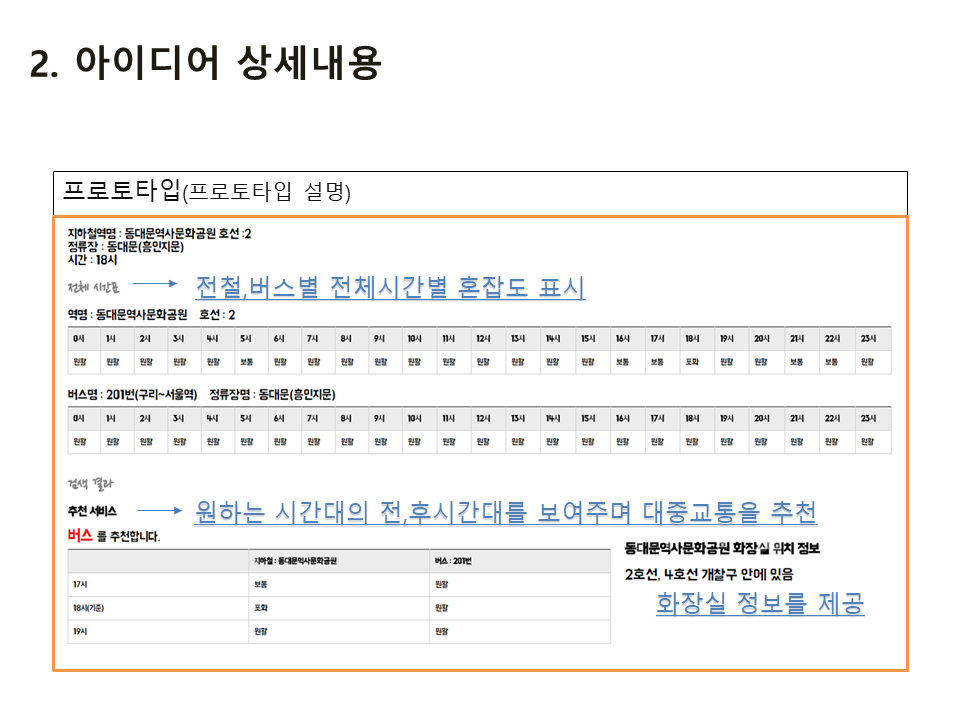 2. 아이디어 상세내용
프로토타입(프로토타입 설명)
지하철역명 : 동대문역사문화공원 호선 :2
정류장 : 동대문(흥인지문)
시간 : 18시
전체 시간표 전철,버스별 전체시간별 혼잡도 표시
역명 : 동대문역사문화공원 호선 : 2
0시 1시 2시 3시 4시 5시 6시 7시 8시 9시 10시 11시 12시 13시 14시 15시 16시 17시 18시 19시 20시 21시 22시 23시
원활 원활 원활 원활 원활 보통 원활 원활 원활 원활 원활 원활 원활 원활 원활 원활 보통 보통 포화 원활 원활 보통 보통 원활
버스명 : 201번(구리~서울역) 정류장명 : 동대문(흥인지문)
0시 1시 2시 3시 4시 5시 6시 7시 8시 9시 10시 11시 12시 13시 14시 15시 16시 17시 18시 19시 20시 21시 22시 23시
원활 원활 원활 원활 원활 원활 원활 원활 원활 원활 원활 원활 원활 원활 원활 원활 원활 원활 원활 원활 원활 원활 원활 원활
검색 결과
추천 서비스 원하는 시간대의 전,후시간대를 보여주며 대중교통을 추천
버스 를 추천합니다.
지하철 : 동대문역사문화공원 버스 : 201번
17시 보통 원활
18시(기준) 포화 원활
19시 원활 원활
동대문역사문화공원 화장실 위치 정보
2호선, 4호선 개찰구 안에 있음
화장실 정보를 제공